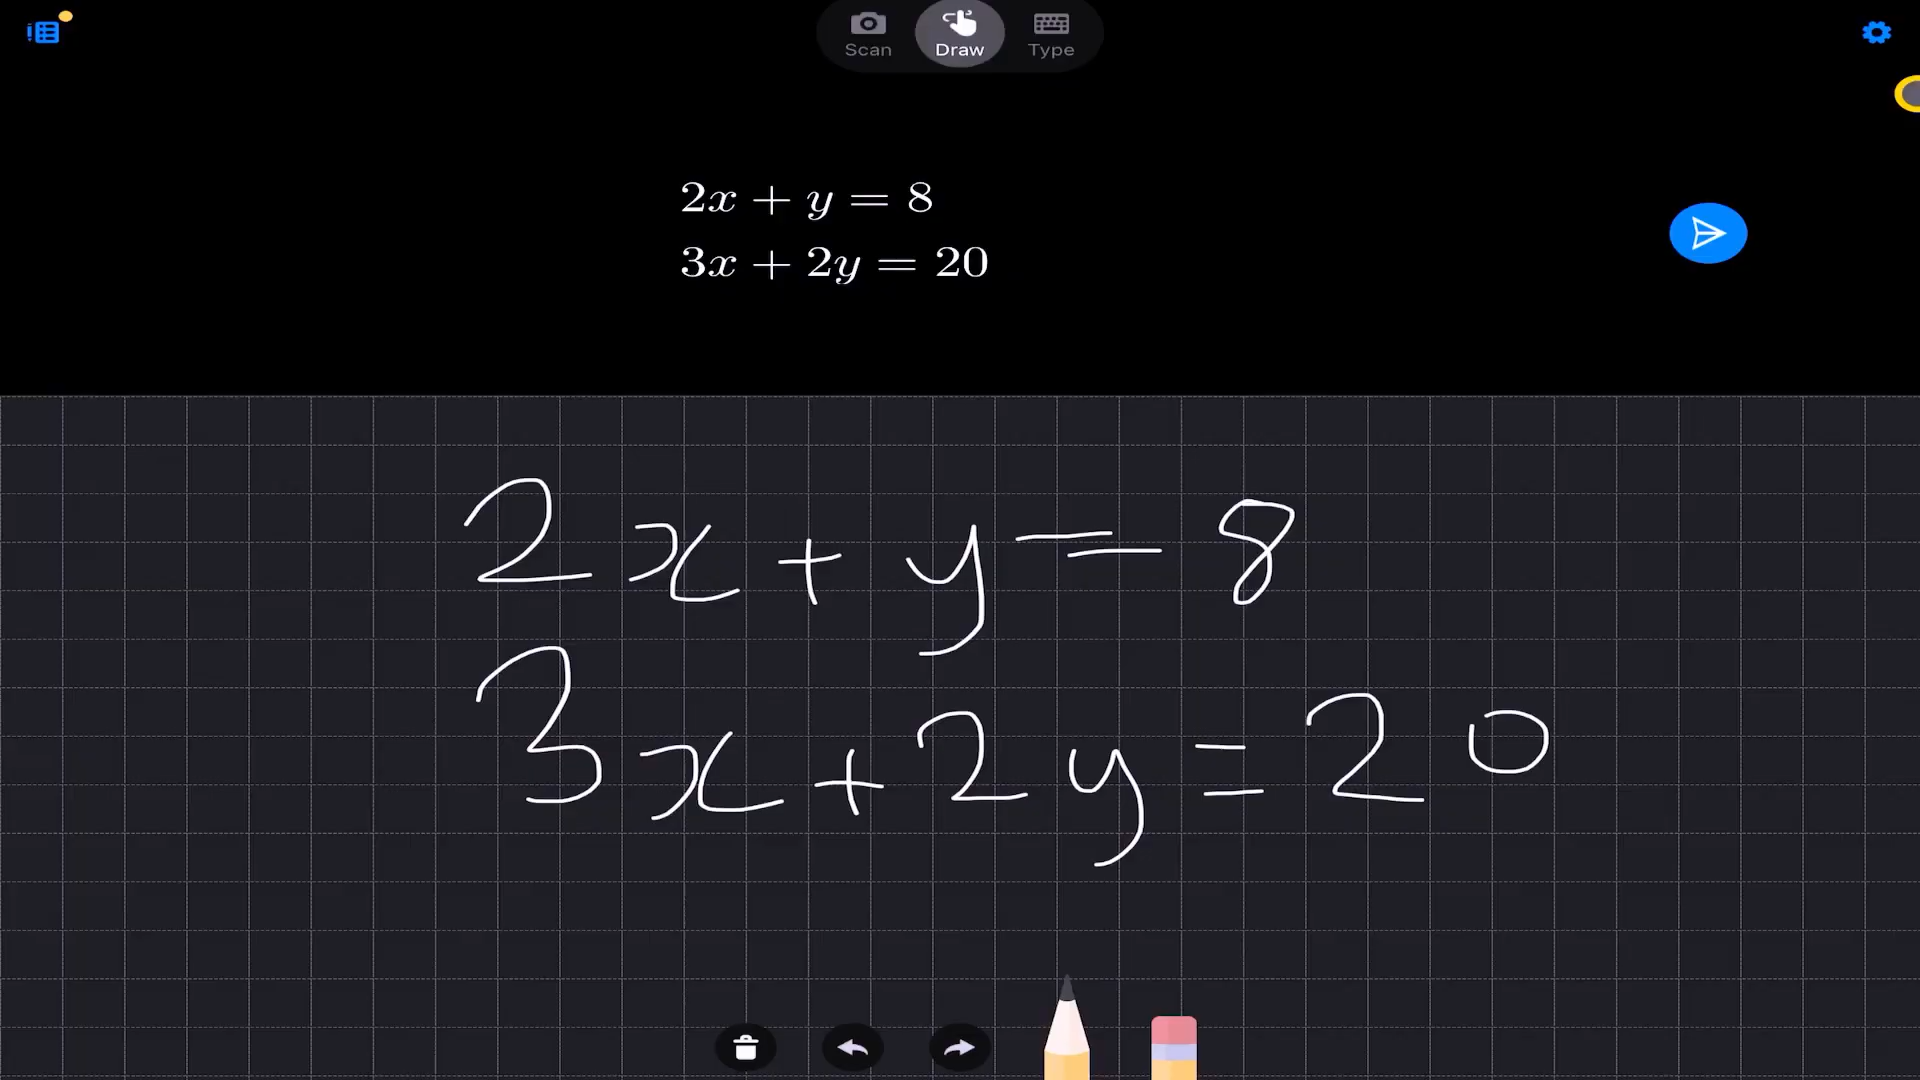 Scan Draw Type
2x + y = 8
3x + 2y = 20
2x + y = 8
3x + 2y = 20